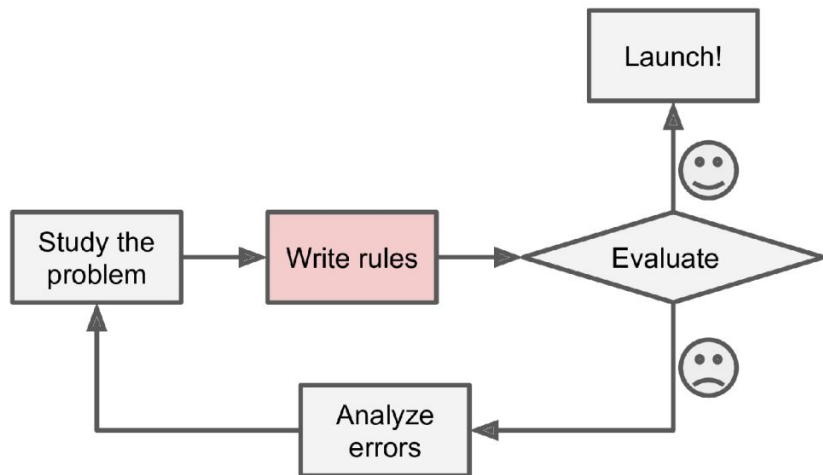 Launch!
Study the
problem
Write rules
Evaluate
Analyze
errors